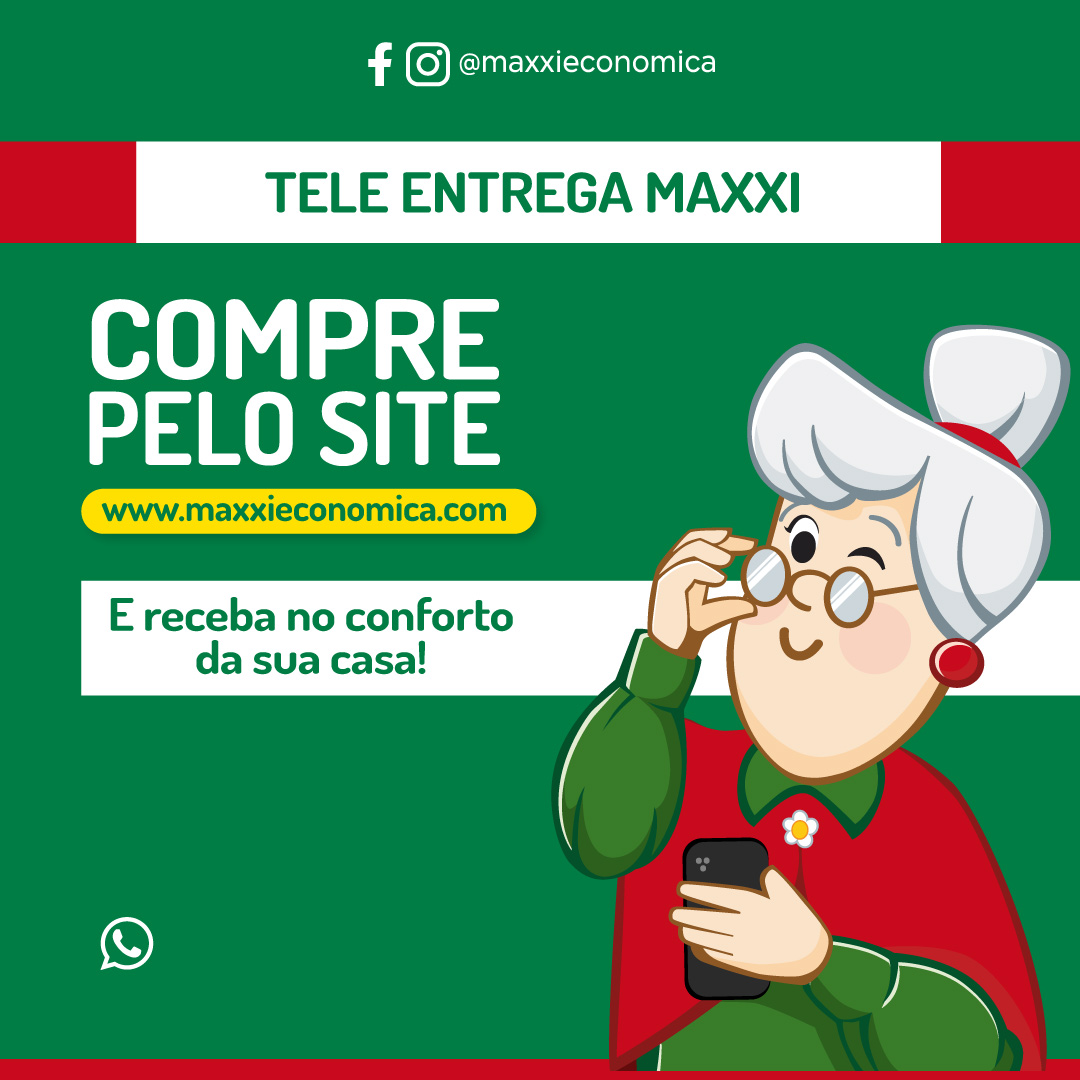 @maxxieconomica
TELE ENTREGA MAXXI
COMPRE
PELO SITE
www.maxxieconomica.com
E receba no conforto
da sua casa!